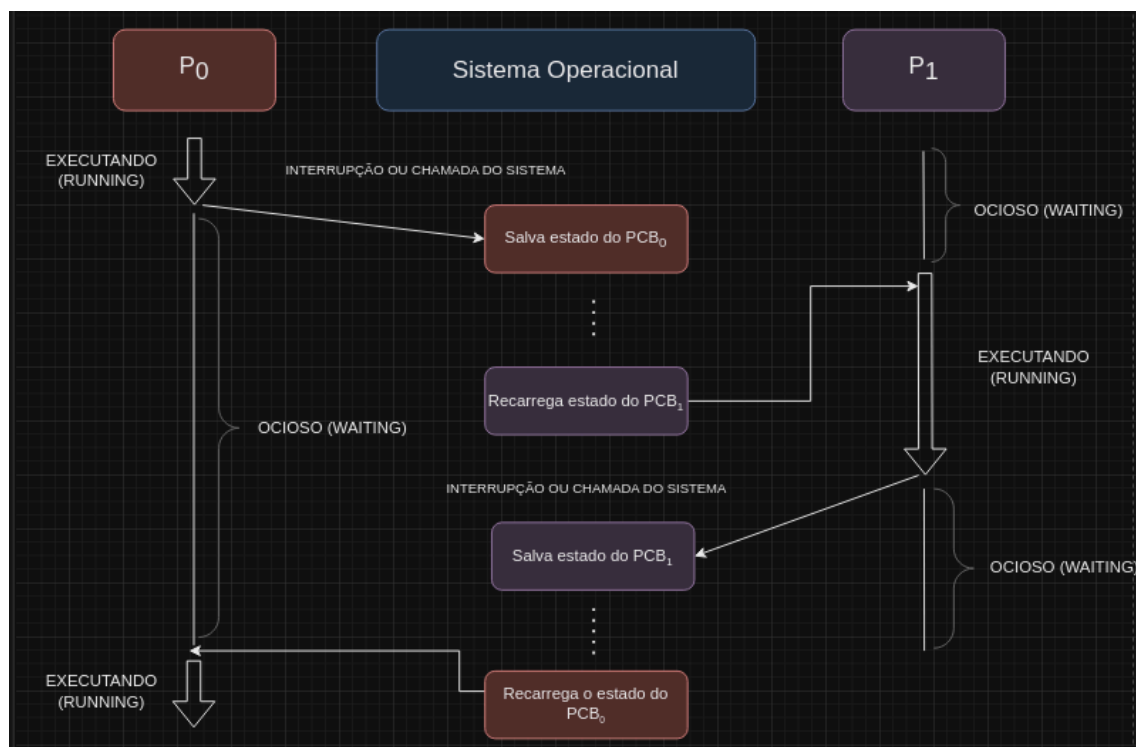 P0
Sistema Operacional
P1
EXECUTANDO
(RUNNING)
INTERRUPÇÃO OU CHAMADA DO SISTEMA
OCIOSO (WAITING)
Salva estado do PCB0
EXECUTANDO
(RUNNING)
Recarrega estado do PCB1
OCIOSO (WAITING)
INTERRUPÇÃO OU CHAMADA DO SISTEMA
Salva estado do PCB1
OCIOSO (WAITING)
EXECUTANDO
(RUNNING)
Recarrega o estado do
PCB0